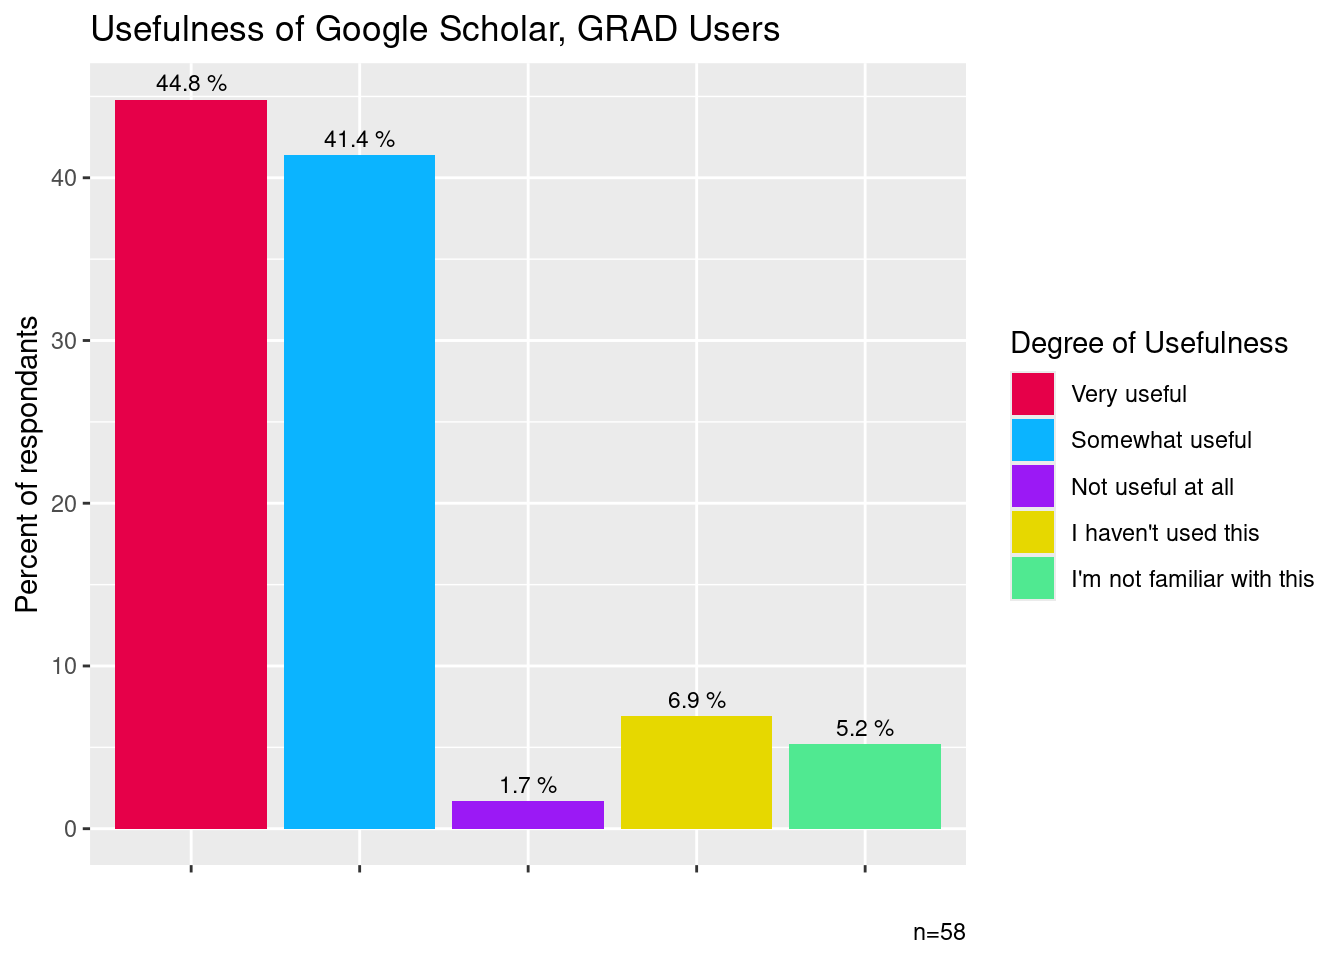 Usefulness of Google Scholar, GRAD Users
44.8 %
41.4 %
1.7 %
6.9 %
5.2 %
40
30
20
10
0
Percent of respondants
n=58
Degree of Usefulness
Very useful
Somewhat useful
Not useful at all
I haven't used this
I'm not familiar with this